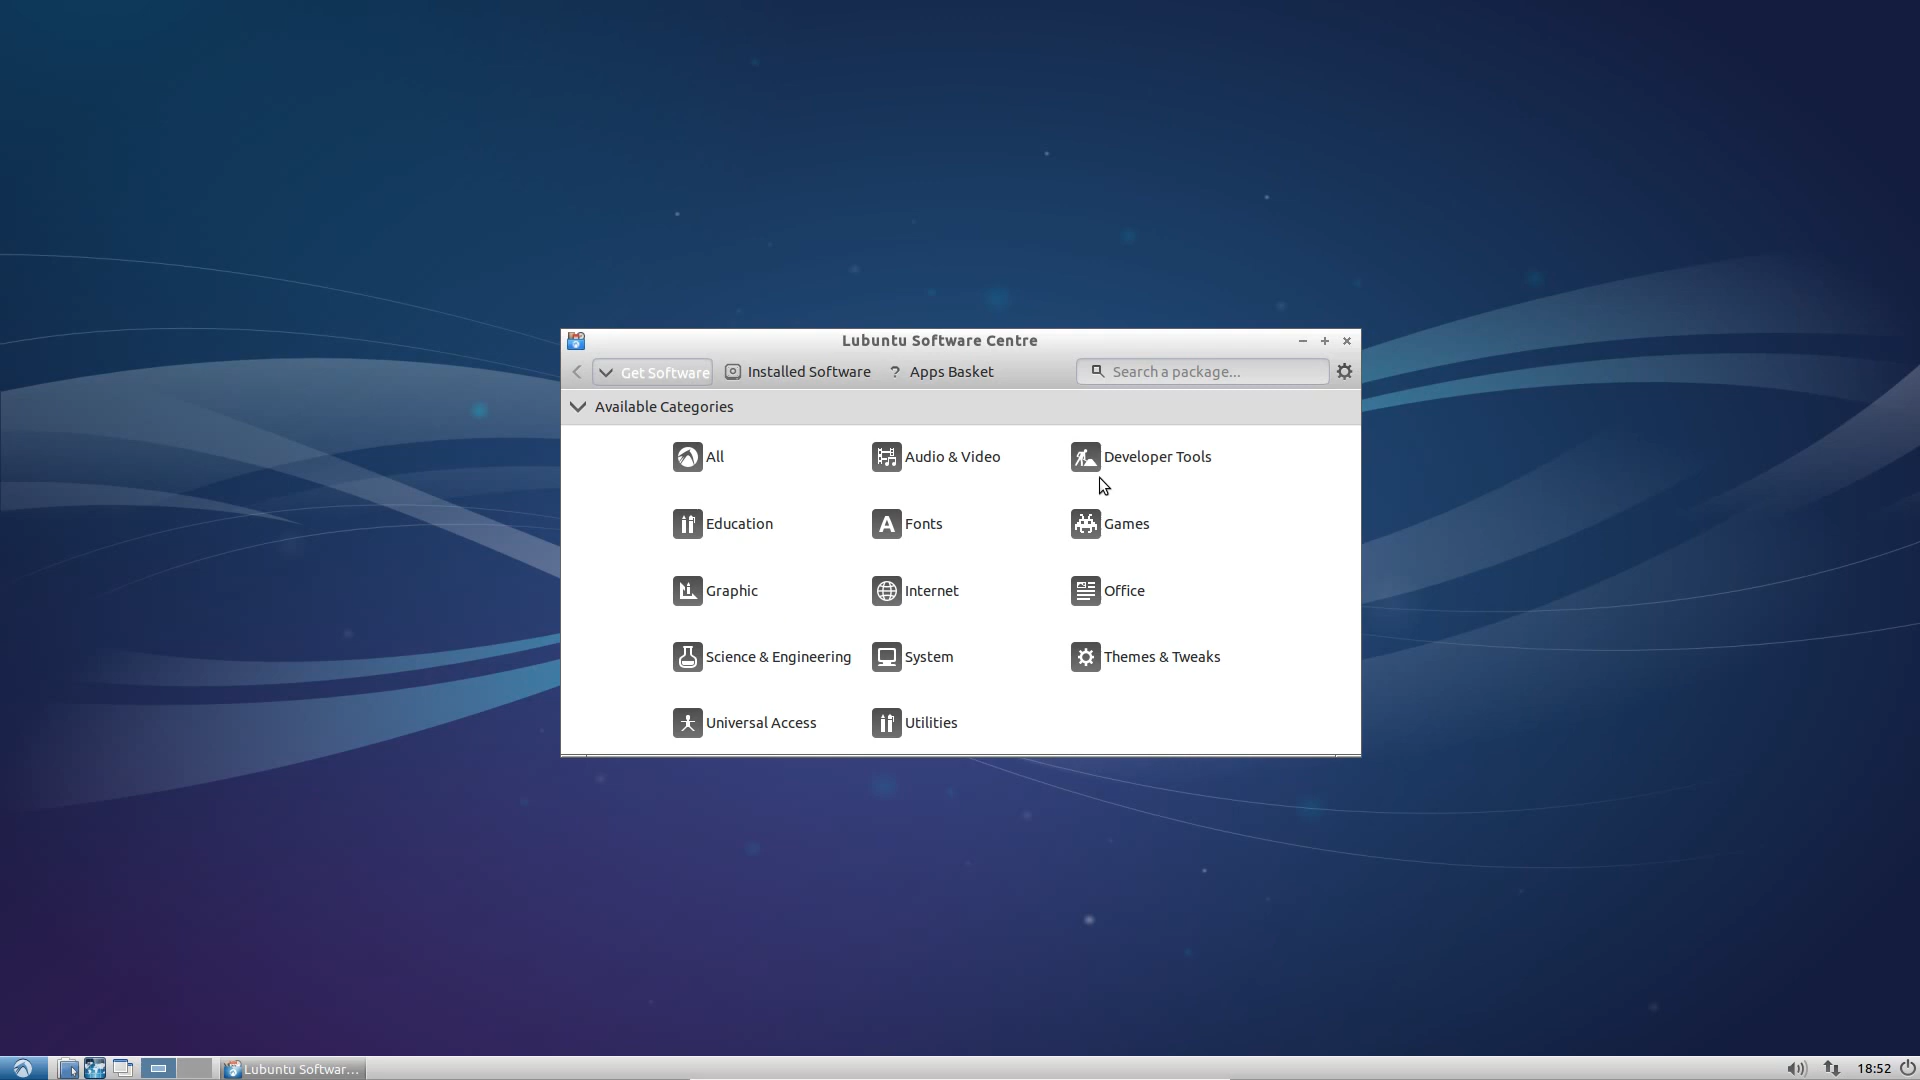 Lubuntu Software Centre
Get Software Installed Software ? Apps Basket Search a package...
Available Categories
All Audio & Video Developer Tools
Education Fonts Games
Graphic Internet Office
Science & Engineering System Themes & Tweaks
Universal Access Utilities
Lubuntu Softwar... 18:52